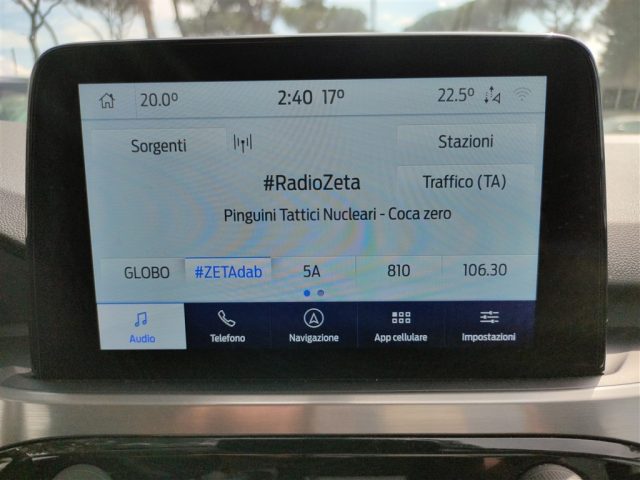 20.0° 2:40 17° 22.5°
Sorgenti Stazioni
#RadioZeta Traffico (TA)
Pinguini Tattici Nucleari - Coca zero
GLOBO #ZETAdab 5A 810 106.30
Audio Telefono Navigazione App cellulare Impostazioni